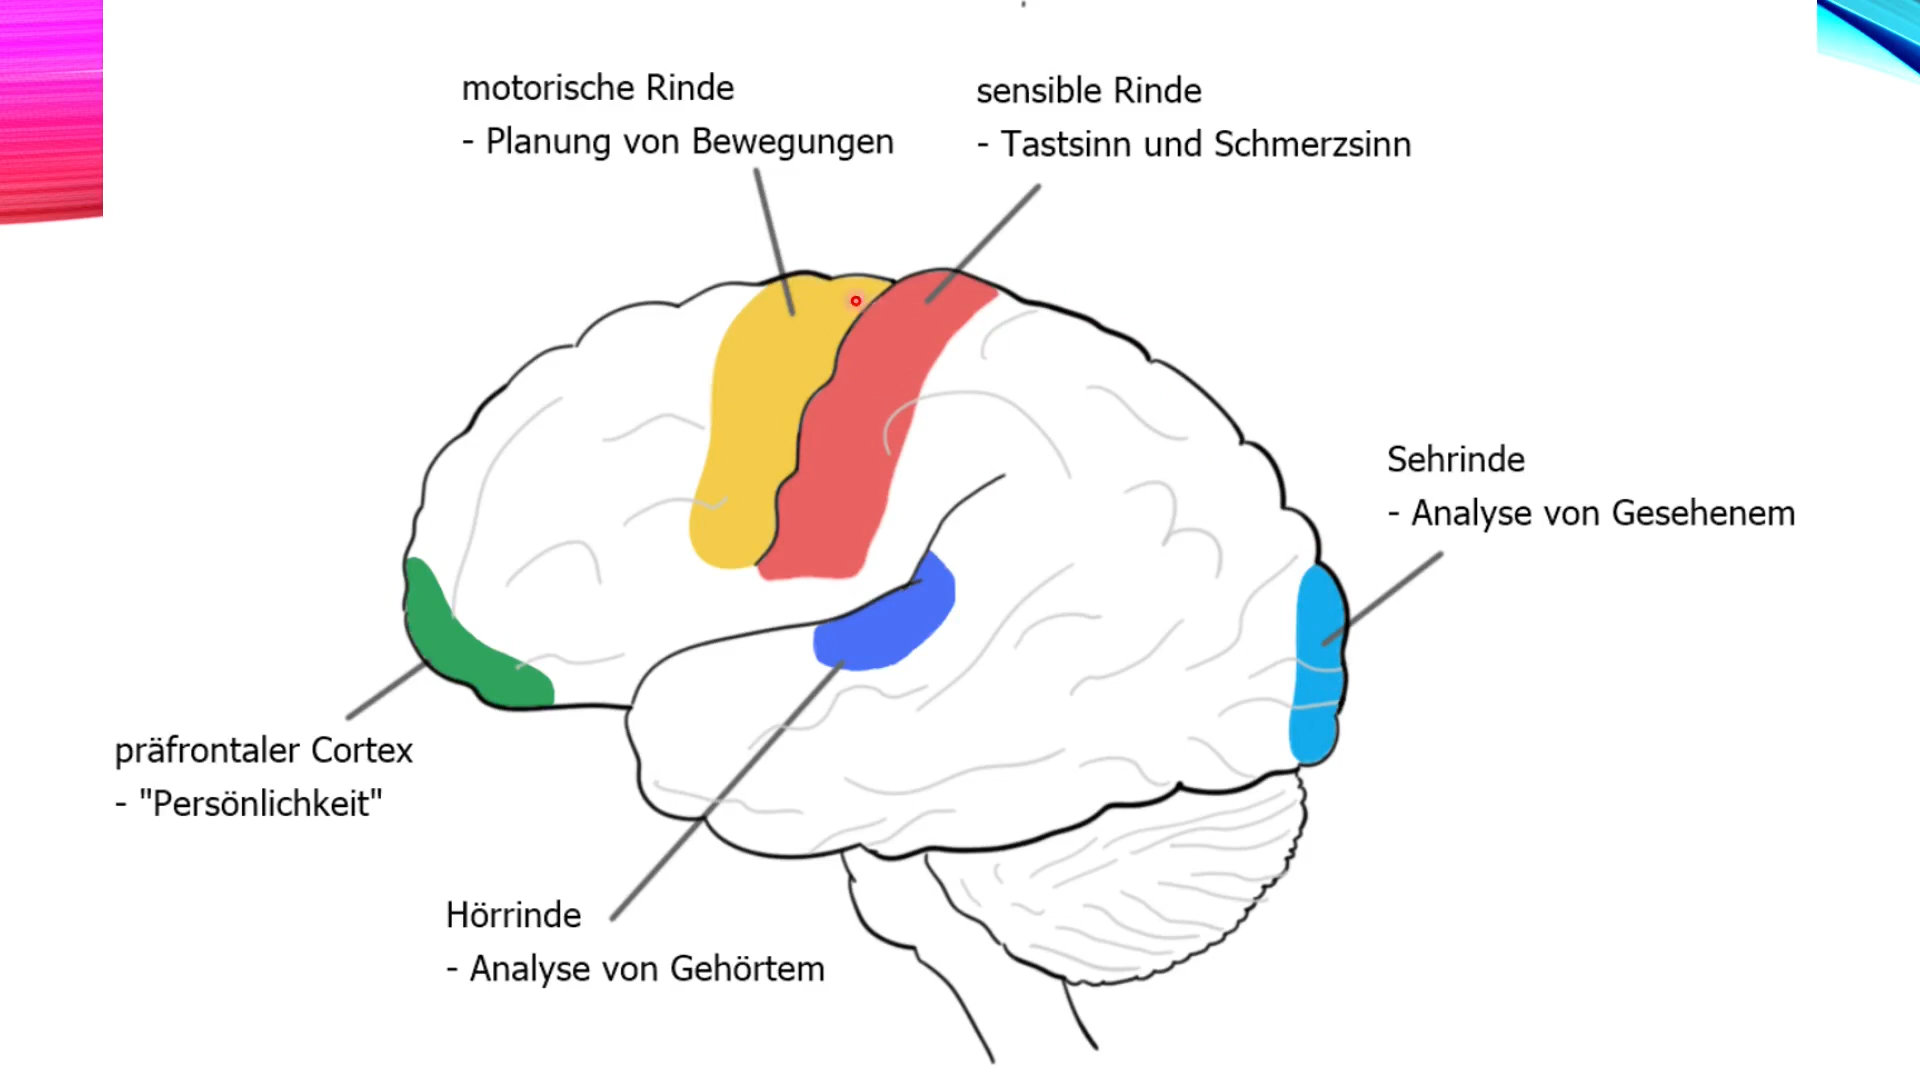 motorische Rinde
- Planung von Bewegungen
sensible Rinde
- Tastsinn und Schmerzsinn
Sehrinde
- Analyse von Gesehenem
präfrontaler Cortex
- "Persönlichkeit"
Hörrinde
- Analyse von Gehörtem